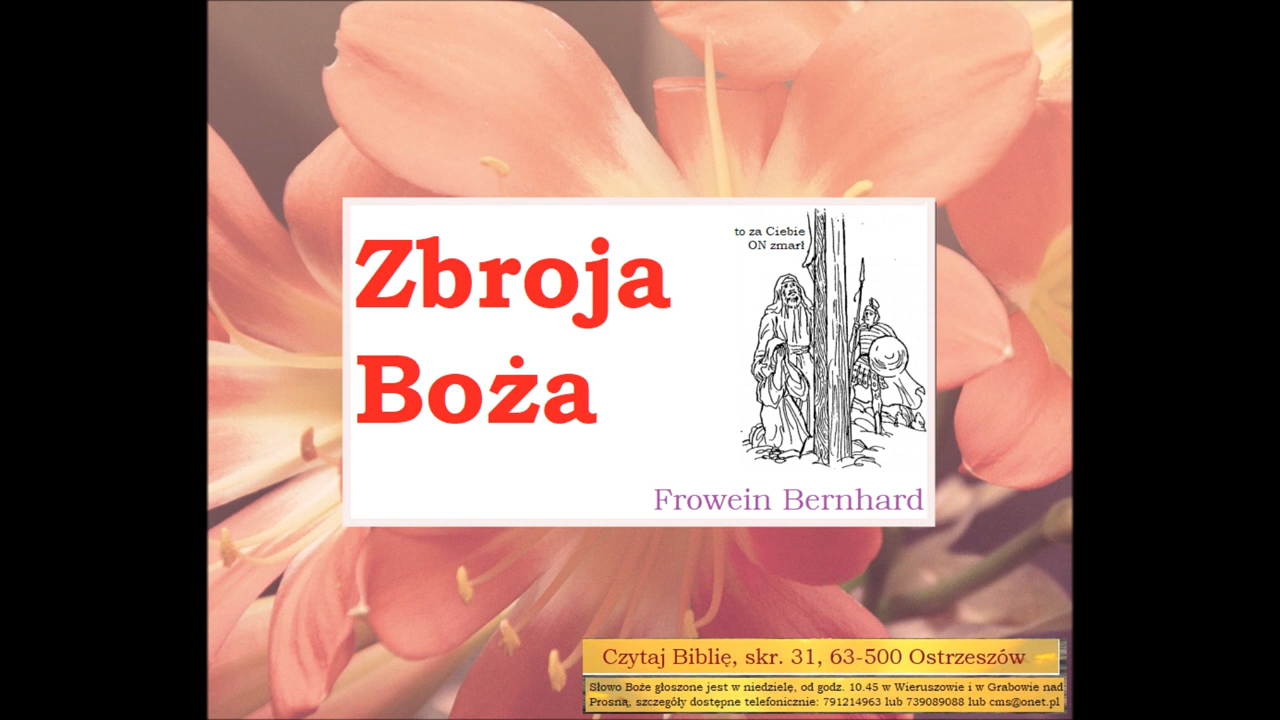 Zbroja
Boża
to za Ciebie
ON zmarł
Frowein Bernhard
Czytaj Biblię, skr. 31, 63-500 Ostrzeszów
Słowo Boże głoszone jest w niedzielę, od godz. 10.45 w Wieruszowie i w Grabowie nad
Prosną, szczegóły dostępne telefonicznie: 791214963 lub 739089088 lub cms@onet.pl